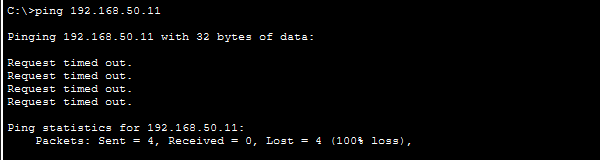 C:\>ping 192.168.50.11
Pinging 192.168.50.11 with 32 bytes of data:
Request timed out.
Request timed out.
Request timed out.
Request timed out.
Ping statistics for 192.168.50.11:
    Packets: Sent = 4, Received = 0, Lost = 4 (100% loss),